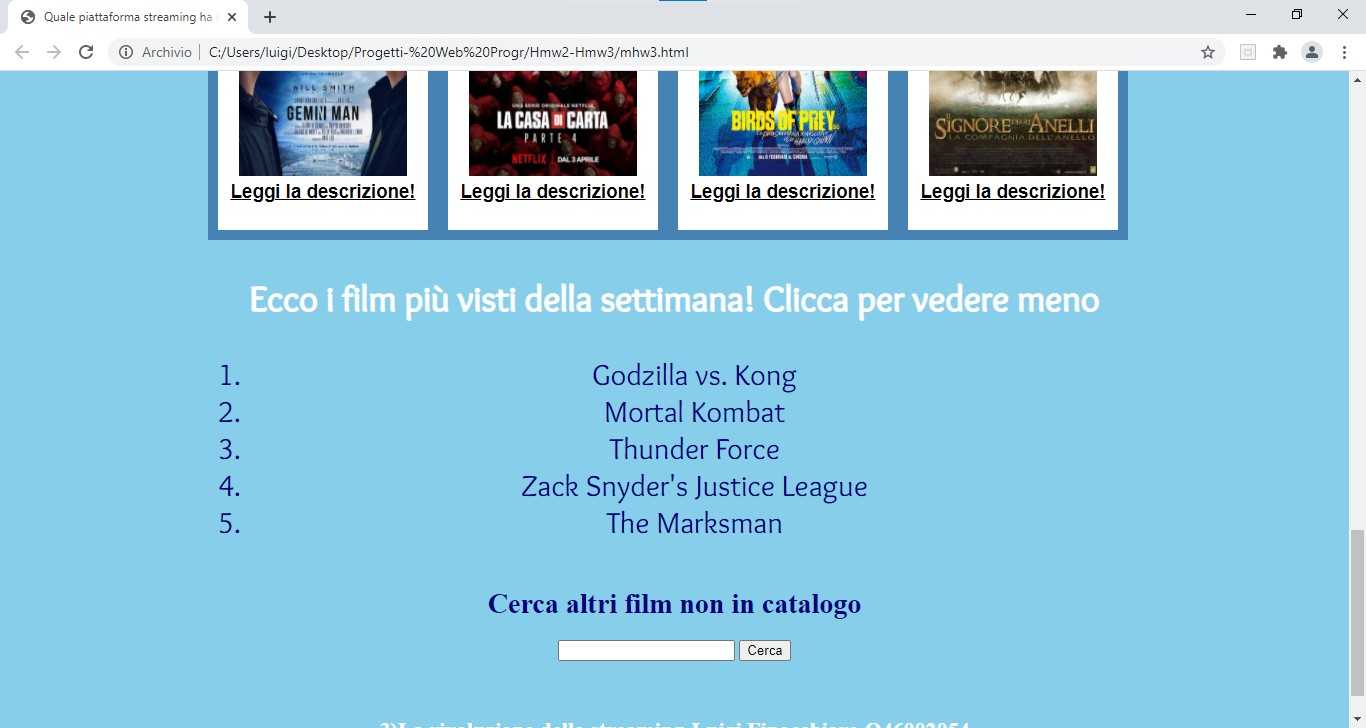 Quale piattaforma streaming ha i
Archivio
C:/Users/luigi/Desktop/Progetti-%20Web%20Progr/Hmw2-Hmw3/mhw3.html
WILL SMITH
GEMINI MAN
UNA SERIE ORIGINALE NETFLIX
LA CASA DI CARTA
PARTE 4
NETFLIX | DAL 3 APRILE
BIRDS OF PREY
SIGNORE DEGLI ANELLI
LA COMPAGNIA DELL'ANELLO
Leggi la descrizione! Leggi la descrizione! Leggi la descrizione! Leggi la descrizione!
Ecco i film più visti della settimana! Clicca per vedere meno
1. Godzilla vs. Kong
2. Mortal Kombat
3. Thunder Force
4. Zack Snyder's Justice League
5. The Marksman
Cerca altri film non in catalogo
Cerca